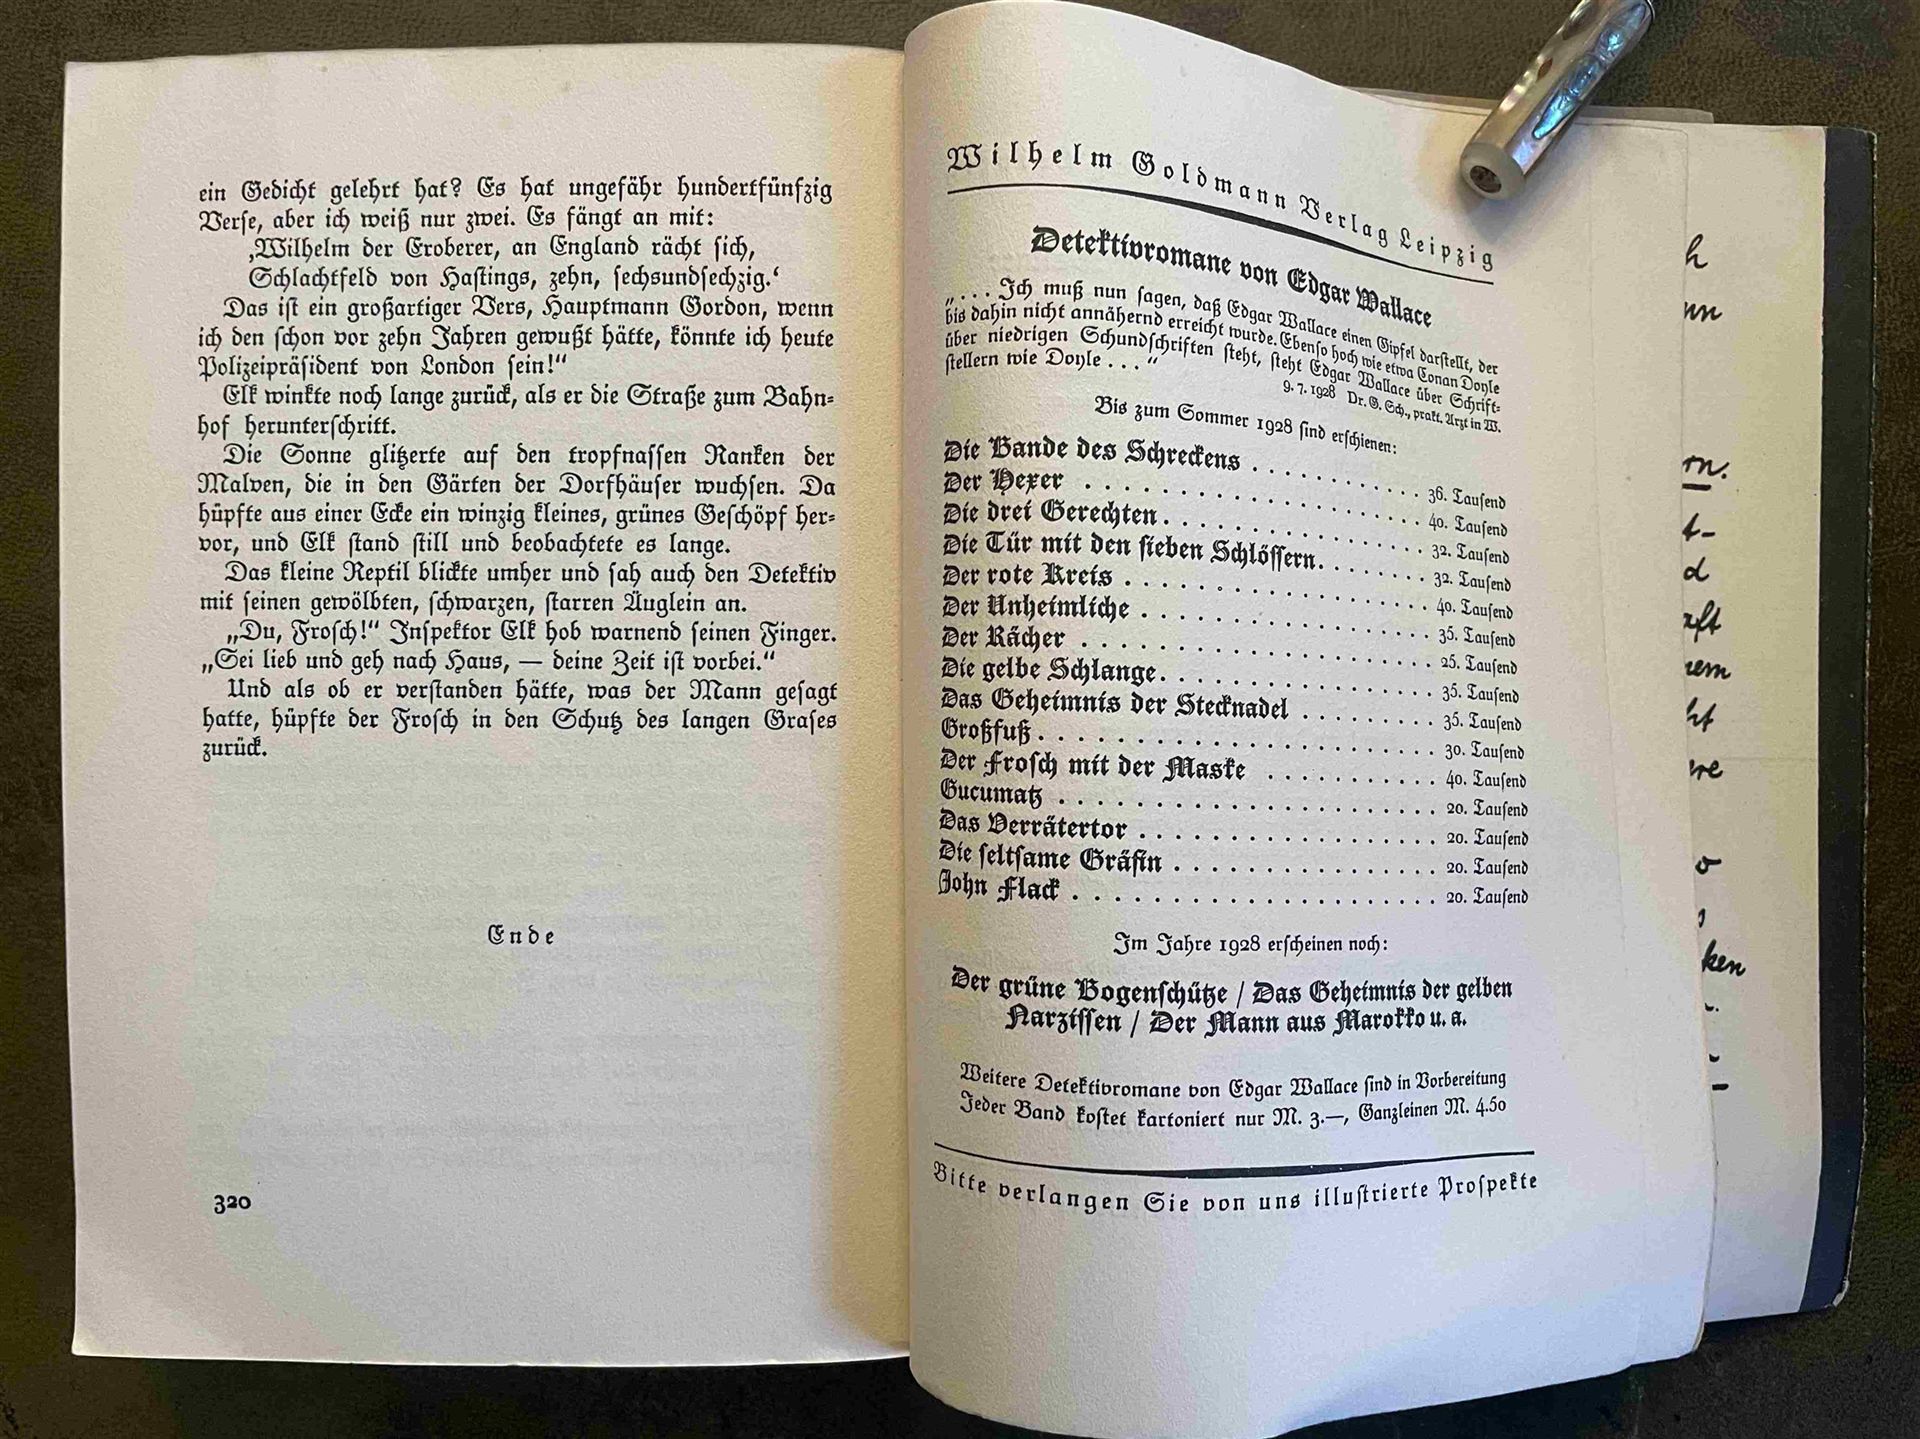 ein Gedicht gelehrt hat? Es hat ungefähr hundertfünfzig
Verse, aber ich weiß nur zwei. Es fängt an mit:
‚Wilhelm der Eroberer, an England rächt sich,
Schlachtfeld von Hastings, zehn, sechsundsechzig.‘
Das ist ein großartiger Vers, Hauptmann Gordon, wenn
ich den schon vor zehn Jahren gewußt hätte, könnte ich heute
Polizeipräsident von London sein!“
Elk winkte noch lange zurück, als er die Straße zum Bahn-
hof herunterschritt.
Die Sonne glitzerte auf den tropfnassen Ranken der
Malven, die in den Gärten der Dorfhäuser wuchsen. Da
hüpfte aus einer Ecke ein winzig kleines, grünes Geschöpf her-
vor, und Elk stand still und beobachtete es lange.
Das kleine Reptil blickte umher und sah auch den Detektiv
mit seinen gewölbten, schwarzen, starren Äuglein an.
„Du, Frosch!“ Inspektor Elk hob warnend seinen Finger.
„Sei lieb und geh nach Haus, — deine Zeit ist vorbei.“
Und als ob er verstanden hätte, was der Mann gesagt
hatte, hüpfte der Frosch in den Schutz des langen Grases
zurück.
Ende
320
Wilhelm Goldmann Verlag Leipzig
Detektivromane von Edgar Wallace
„. . . Ich muß nun sagen, daß Edgar Wallace einen Gipfel darstellt, der
bis dahin nicht annähernd erreicht wurde. Ebenso hoch wie etwa Conan Doyle
über niedrigen Schundschriften steht, steht Edgar Wallace über Schrift-
stellern wie Doyle . . . “
9. 7. 1928 Dr. G. Sch., prakt. Arzt in W.
Bis zum Sommer 1928 sind erschienen:
Die Bande des Schreckens . . . . . . . . . . 36. Tausend
Der Hexer . . . . . . . . . . 40. Tausend
Die drei Gerechten . . . . . . . . . . 32. Tausend
Die Tür mit den sieben Schlössern . . . . . . . . 32. Tausend
Der rote Kreis . . . . . . . . . . 40. Tausend
Der Unheimliche . . . . . . . . . . 35. Tausend
Der Rächer . . . . . . . . . . 25. Tausend
Die gelbe Schlange . . . . . . . . . . 35. Tausend
Das Geheimnis der Stecknadel . . . . . . . . 35. Tausend
Großfuß . . . . . . . . . . 30. Tausend
Der Frosch mit der Maske . . . . . . . . . . 40. Tausend
Gucumatz . . . . . . . . . . 20. Tausend
Das Verrätertor . . . . . . . . . . 20. Tausend
Die seltsame Gräfin . . . . . . . . . . 20. Tausend
John Flack . . . . . . . . . . 20. Tausend
Im Jahre 1928 erscheinen noch:
Der grüne Bogenschütze / Das Geheimnis der gelben
Narzissen / Der Mann aus Marokko u. a.
Weitere Detektivromane von Edgar Wallace sind in Vorbereitung
Jeder Band kostet kartoniert nur M. 3.—, Ganzleinen M. 4.50
Bitte verlangen Sie von uns illustrierte Prospekte